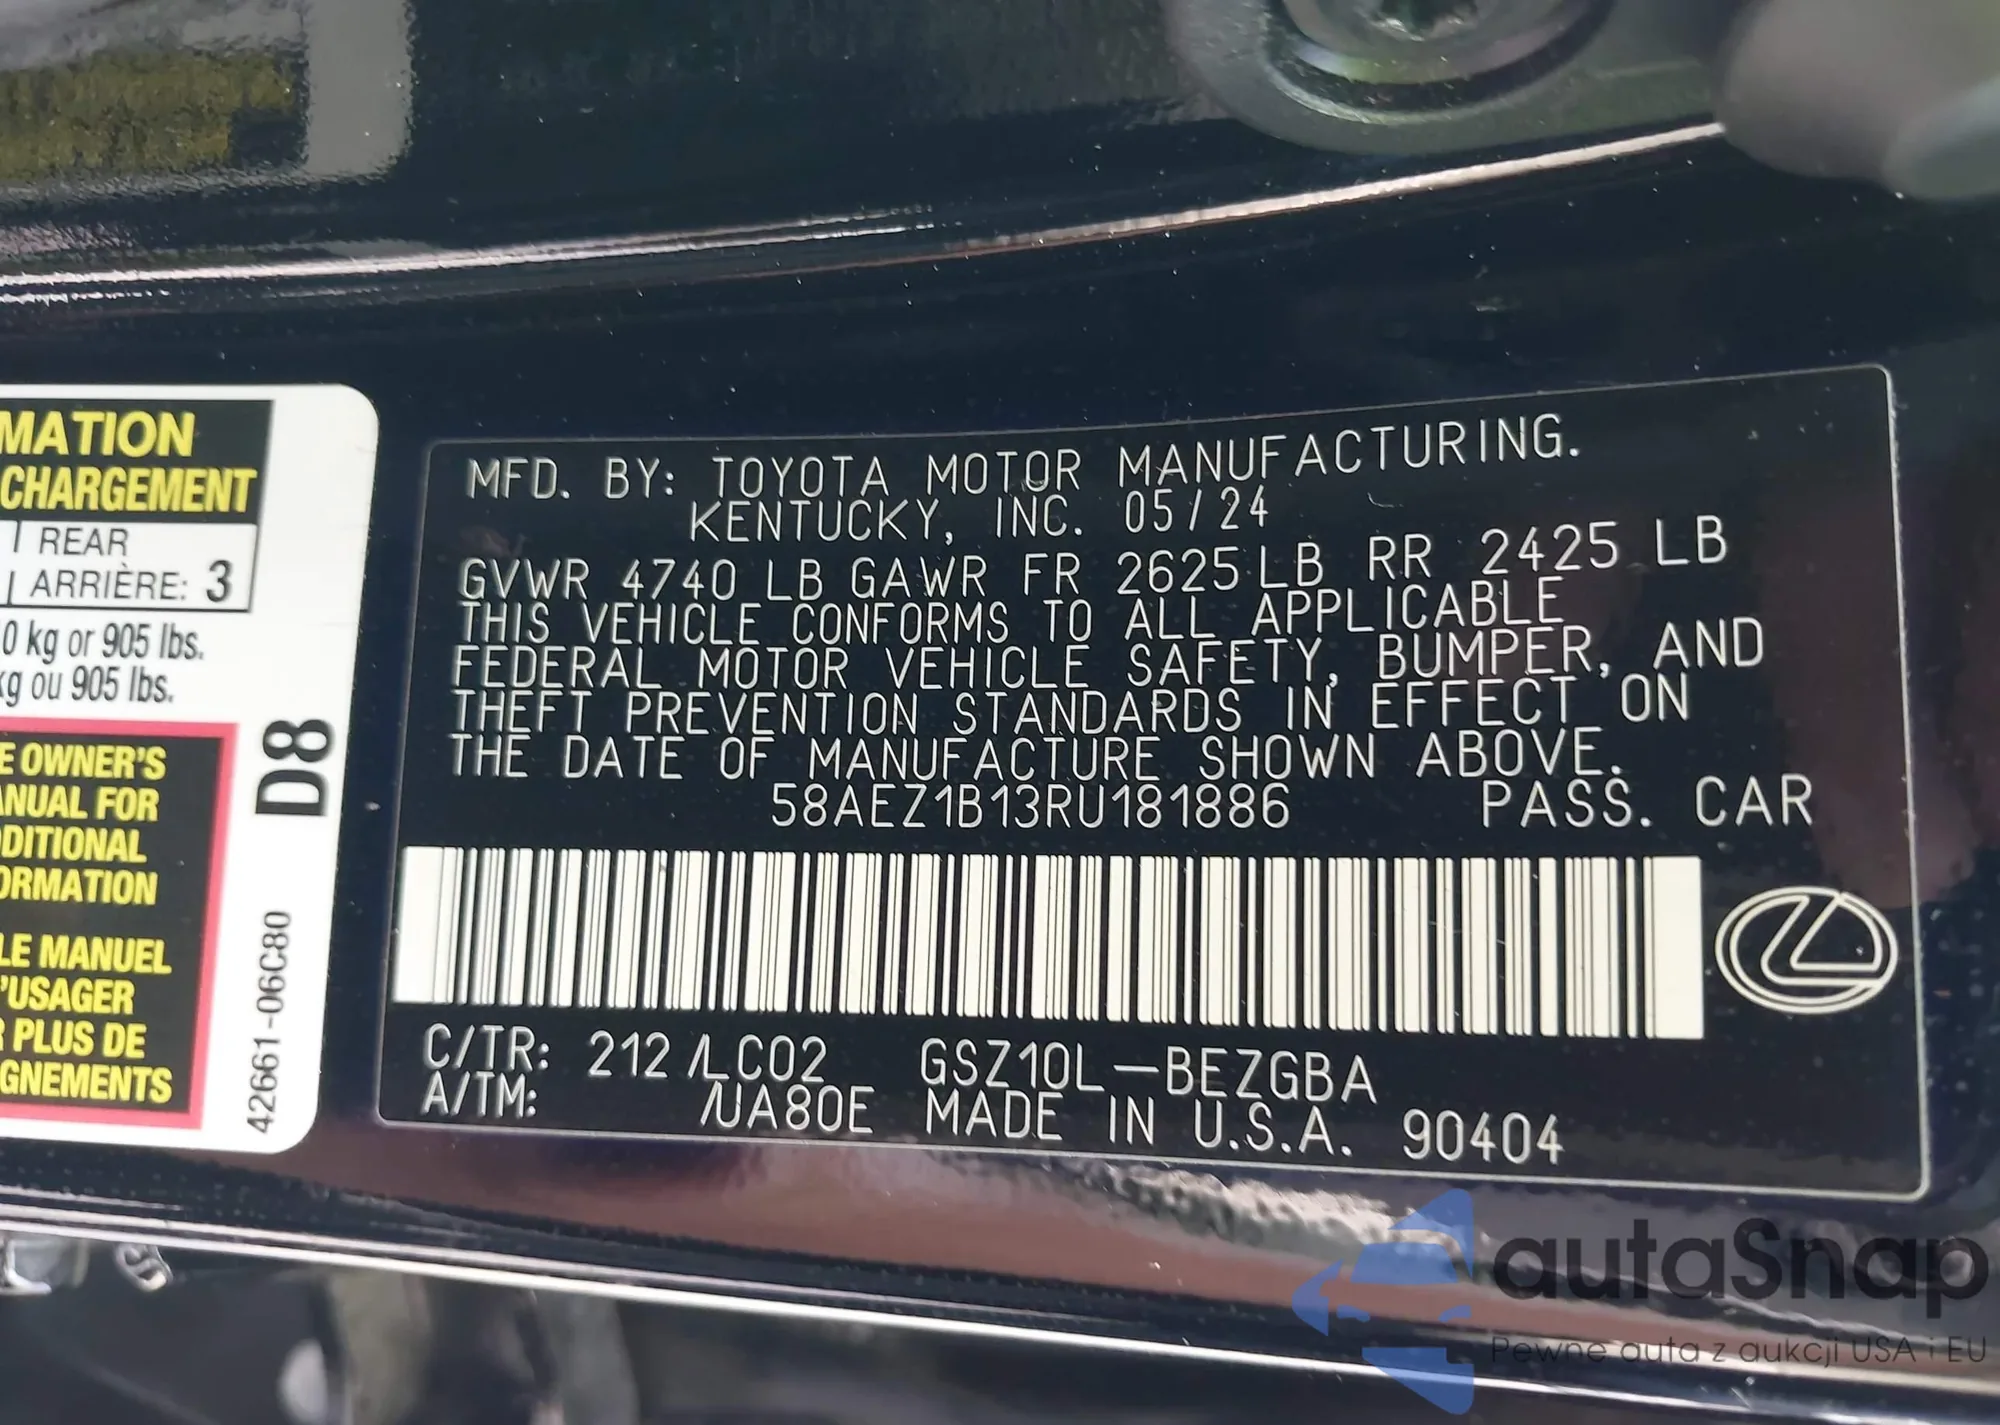 MATION
CHARGEMENT
REAR
ARRIÈRE: 3
0 kg or 905 lbs.
kg ou 905 lbs.
E OWNER'S
ANUAL FOR
DDITIONAL
ORMATION
LE MANUEL
'USAGER
R PLUS DE
GNEMENTS
D8
42661-06C80
MFD. BY: TOYOTA MOTOR MANUFACTURING.
KENTUCKY, INC. 05/24
GVWR 4740 LB GAWR FR 2625 LB RR 2425 LB
THIS VEHICLE CONFORMS TO ALL APPLICABLE
FEDERAL MOTOR VEHICLE SAFETY, BUMPER, AND
THEFT PREVENTION STANDARDS IN EFFECT ON
THE DATE OF MANUFACTURE SHOWN ABOVE.
58AEZ1B13RU181886 PASS. CAR
C/TR: 212 /LC02 GSZ10L-BEZGBA
A/TM: /UA80E MADE IN U.S.A. 90404
autaSnap
Pewne auta z aukcji USA i EU